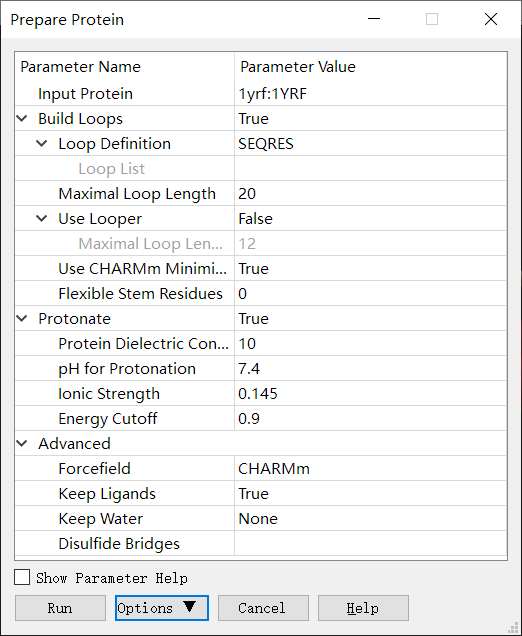 Prepare Protein
Parameter Name Parameter Value
Input Protein 1yrf:1YRF
Build Loops True
Loop Definition SEQRES
Loop List
Maximal Loop Length 20
Use Looper False
Maximal Loop Len... 12
Use CHARMm Minimi... True
Flexible Stem Residues 0
Protonate True
Protein Dielectric Con... 10
pH for Protonation 7.4
Ionic Strength 0.145
Energy Cutoff 0.9
Advanced
Forcefield CHARMm
Keep Ligands True
Keep Water None
Disulfide Bridges
Show Parameter Help
Run Options ▼ Cancel Help